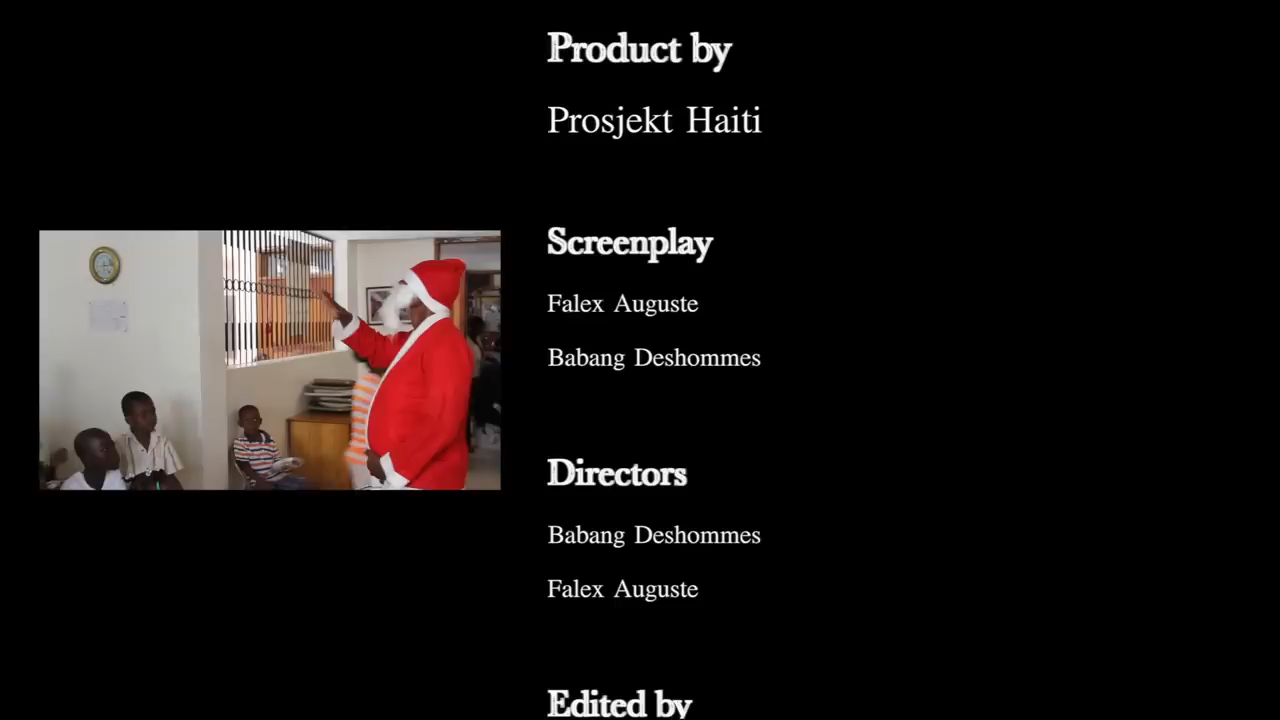 Product by
Prosjekt Haiti
Screenplay
Falex Auguste
Babang Deshommes
Directors
Babang Deshommes
Falex Auguste
Edited by